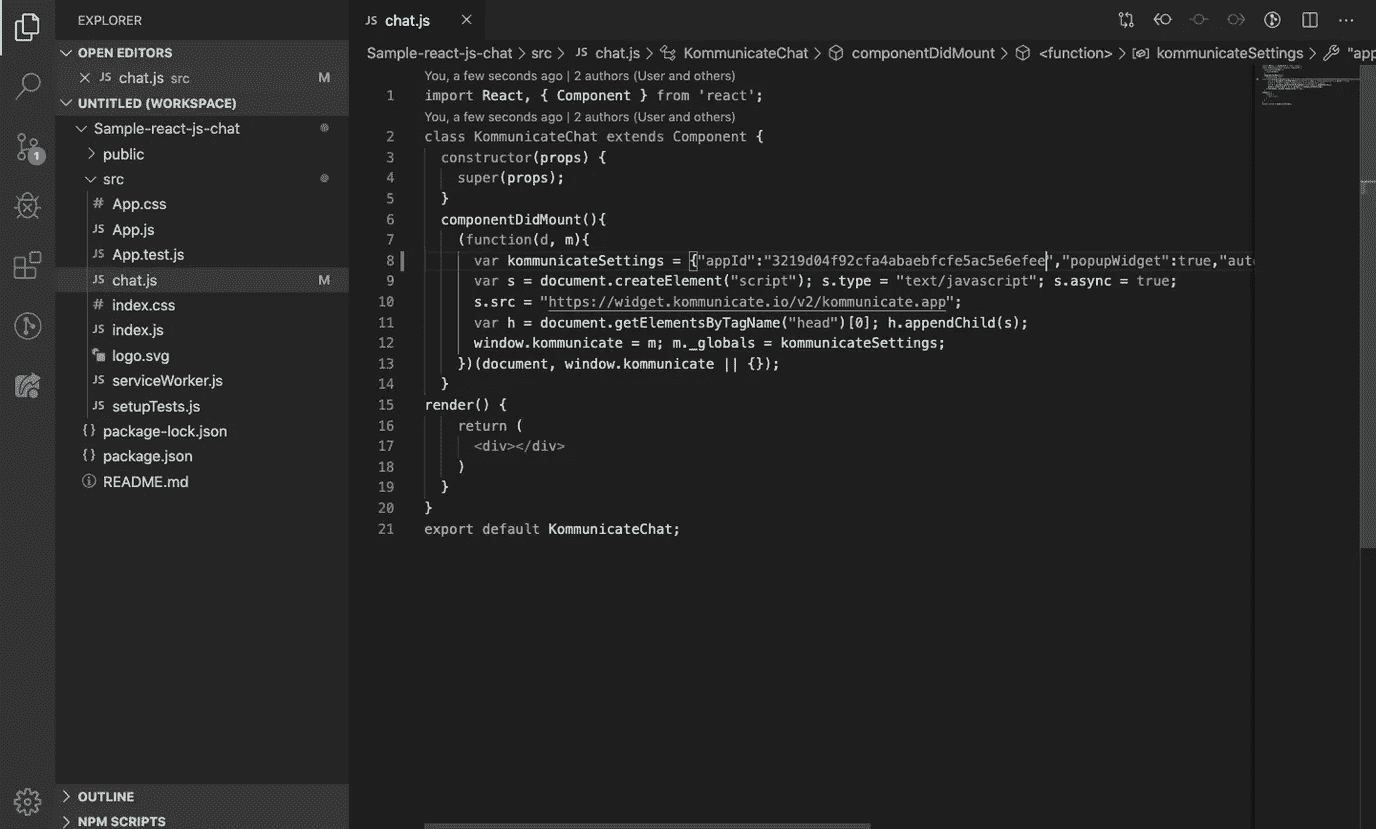 EXPLORER
OPEN EDITORS
JS chat.js src M
UNTITLED (WORKSPACE)
Sample-react-js-chat
public
src
# App.css
JS App.js
JS App.test.js
JS chat.js M
# index.css
JS index.js
logo.svg
JS serviceWorker.js
JS setupTests.js
{} package-lock.json
{} package.json
README.md
OUTLINE
NPM SCRIPTS
1
JS chat.js
Sample-react-js-chat > src > JS chat.js > KommunicateChat > componentDidMount > <function> > kommunicateSettings > "app
You, a few seconds ago | 2 authors (User and others)
1 import React, { Component } from 'react';
You, a few seconds ago | 2 authors (User and others)
2 class KommunicateChat extends Component {
3 constructor(props) {
4 super(props);
5 }
6 componentDidMount(){
7 (function(d, m){
8 var kommunicateSettings = {"appId":"3219d04f92cfa4abaebfcfe5ac5e6efee","popupWidget":true,"auto
9 var s = document.createElement("script"); s.type = "text/javascript"; s.async = true;
10 s.src = "https://widget.kommunicate.io/v2/kommunicate.app";
11 var h = document.getElementsByTagName("head")[0]; h.appendChild(s);
12 window.kommunicate = m; m._globals = kommunicateSettings;
13 })(document, window.kommunicate || {});
14 }
15 render() {
16 return (
17 <div></div>
18 )
19 }
20 }
21 export default KommunicateChat;